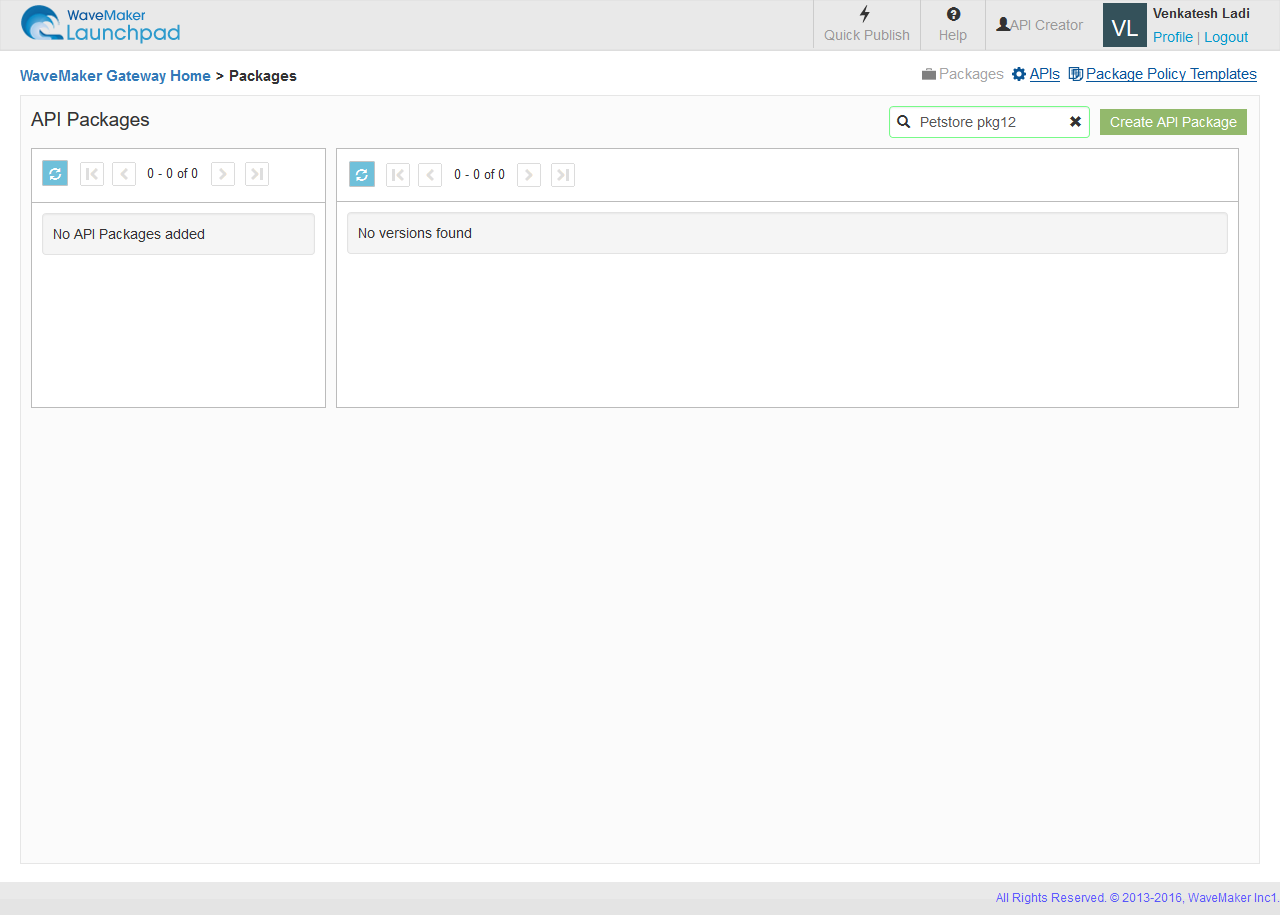 WaveMaker
Launchpad
Quick Publish
Help
API Creator
VL
Venkatesh Ladi
Profile | Logout
WaveMaker Gateway Home > Packages
Packages APIs Package Policy Templates
API Packages
Petstore pkg12
Create API Package
0 - 0 of 0
0 - 0 of 0
No API Packages added
No versions found
All Rights Reserved. © 2013-2016, WaveMaker Inc1.